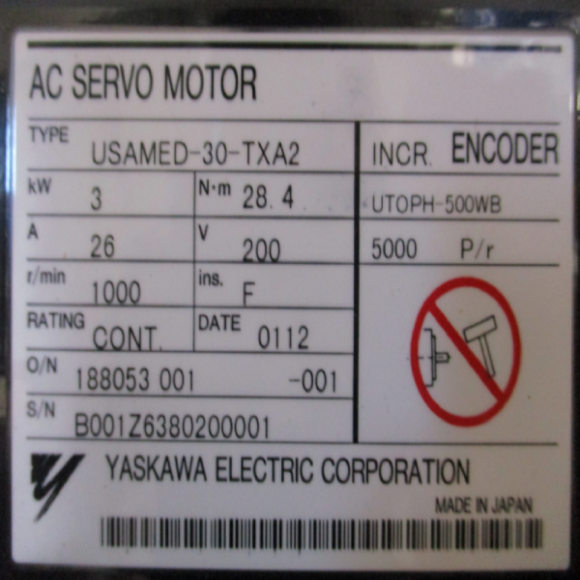 AC SERVO MOTOR
TYPE USAMED-30-TXA2
INCR. ENCODER
kW 3 N·m 28.4
UTOPH-500WB
A 26 V 200
5000 P/r
r/min 1000 ins. F
RATING CONT. DATE 0112
O/N 188053 001 -001
S/N B001Z6380200001
YASKAWA ELECTRIC CORPORATION
MADE IN JAPAN